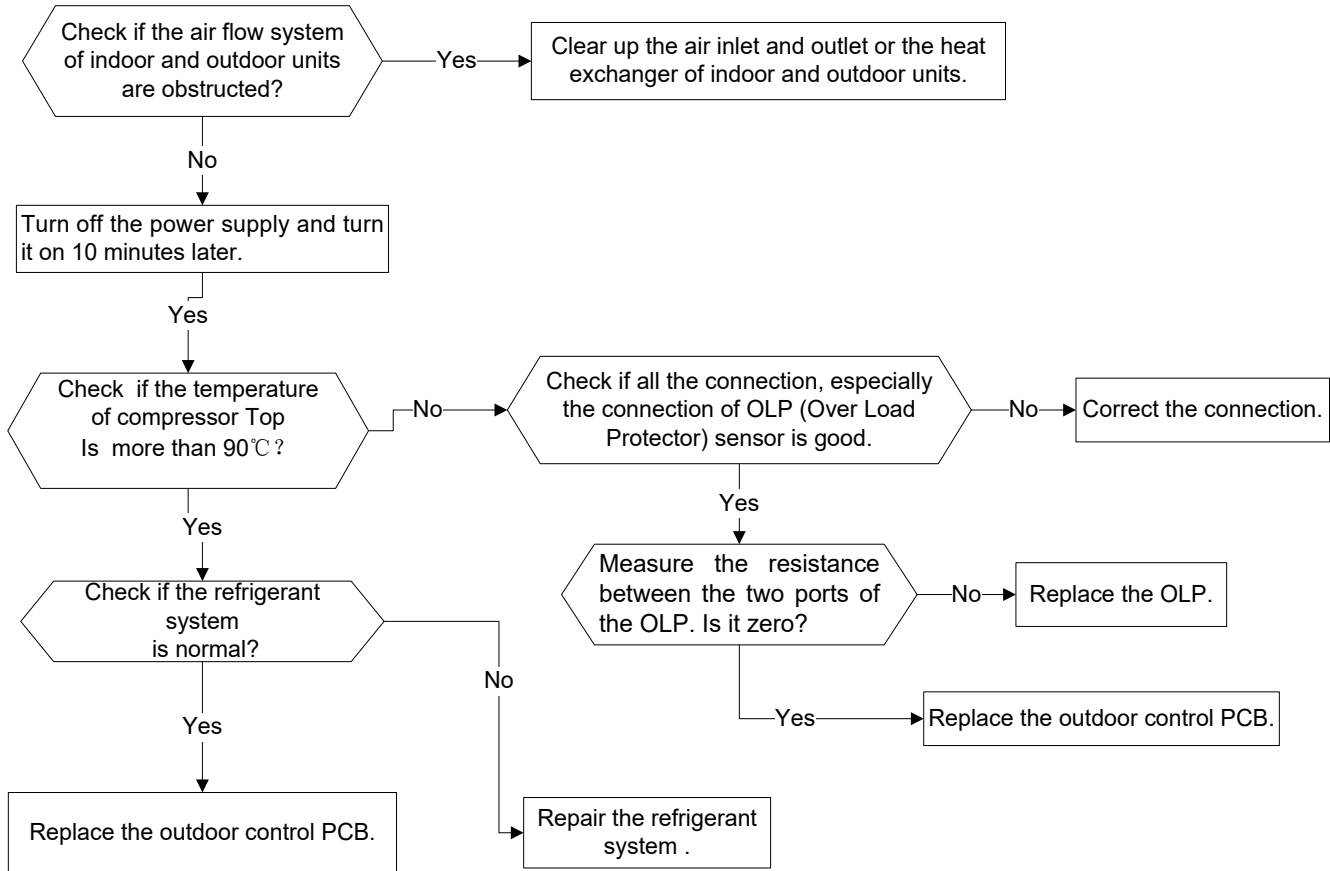 Check if the air flow system
of indoor and outdoor units
are obstructed?
Yes
Clear up the air inlet and outlet or the heat
exchanger of indoor and outdoor units.
No
Turn off the power supply and turn
it on 10 minutes later.
Yes
Check if the temperature
of compressor Top
Is more than 90℃?
No
Check if all the connection, especially
the connection of OLP (Over Load
Protector) sensor is good.
No
Correct the connection.
Yes
Yes
Measure the resistance
between the two ports of
the OLP. Is it zero?
No
Replace the OLP.
Check if the refrigerant
system
is normal?
No
Yes
Yes
Replace the outdoor control PCB.
Replace the outdoor control PCB.
Repair the refrigerant
system .